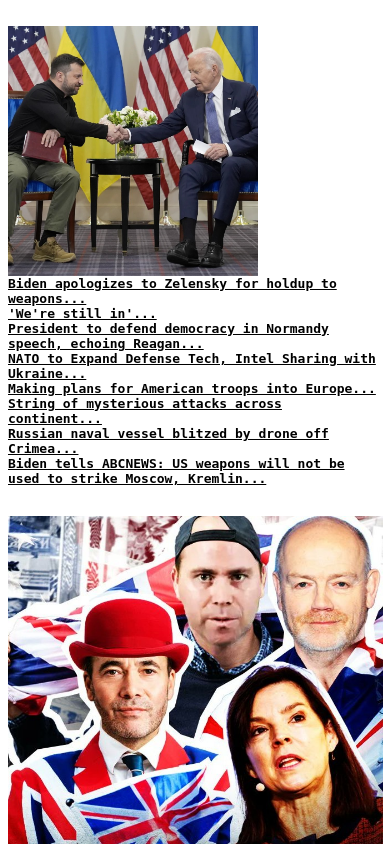 Biden apologizes to Zelensky for holdup to
weapons...
'We're still in'...
President to defend democracy in Normandy
speech, echoing Reagan...
NATO to Expand Defense Tech, Intel Sharing with
Ukraine...
Making plans for American troops into Europe...
String of mysterious attacks across
continent...
Russian naval vessel blitzed by drone off
Crimea...
Biden tells ABCNEWS: US weapons will not be
used to strike Moscow, Kremlin...